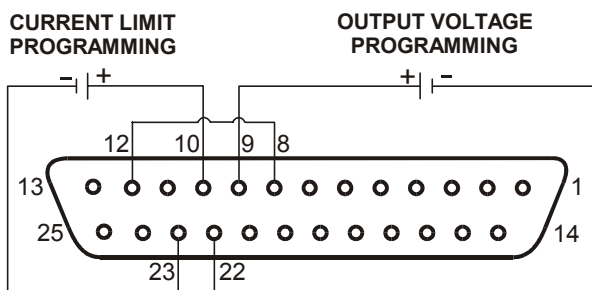 CURRENT LIMIT
PROGRAMMING
OUTPUT VOLTAGE
PROGRAMMING
– +
+ –
12 10 9 8
13 1
25 14
23 22